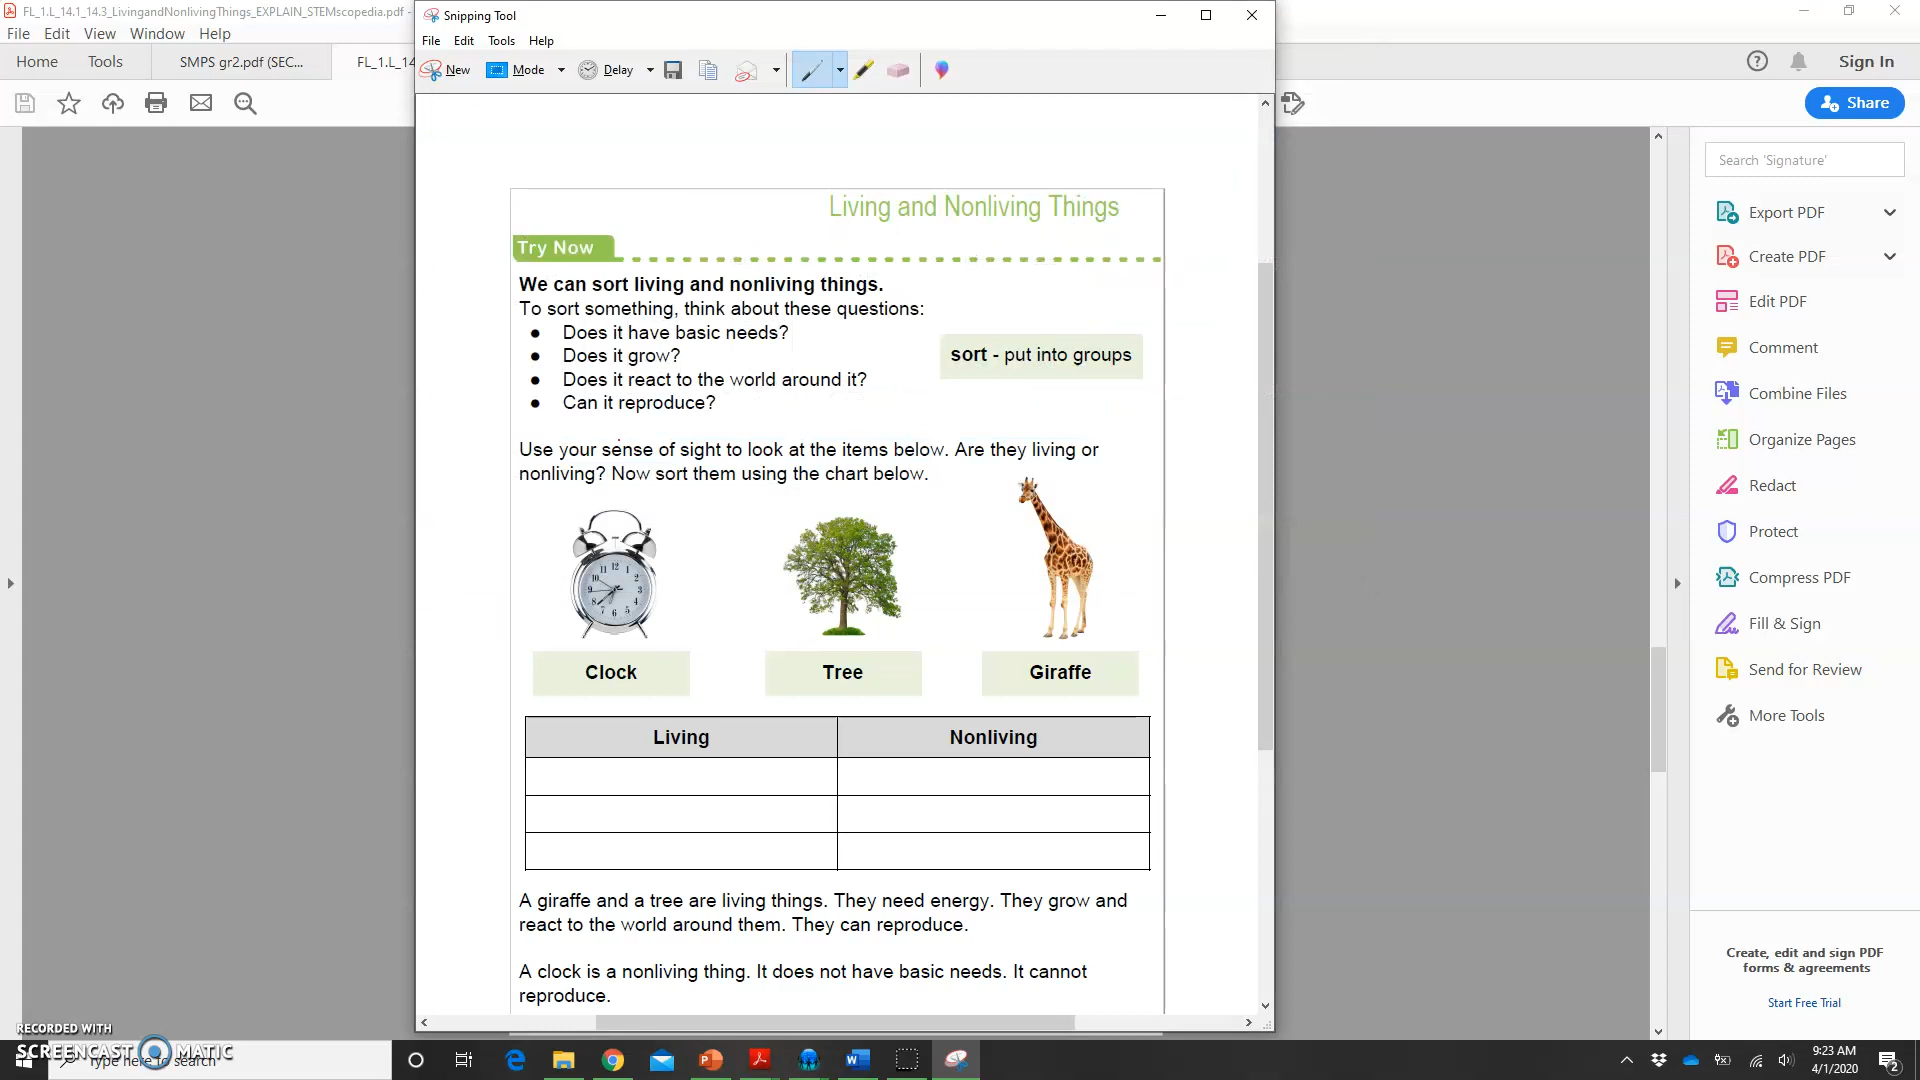 FL_1.L_14.1_14.3_LivingandNonlivingThings_EXPLAIN_STEMscopedia.pdf -
File Edit View Window Help
Home Tools SMPS gr2.pdf (SEC... FL_1.L_14
Sign In
Share
Snipping Tool
File Edit Tools Help
New Mode Delay
Living and Nonliving Things
Try Now
We can sort living and nonliving things.
To sort something, think about these questions:
● Does it have basic needs?
● Does it grow?
● Does it react to the world around it?
● Can it reproduce?
sort - put into groups
Use your sense of sight to look at the items below. Are they living or
nonliving? Now sort them using the chart below.
Clock Tree Giraffe
Living Nonliving
A giraffe and a tree are living things. They need energy. They grow and
react to the world around them. They can reproduce.
A clock is a nonliving thing. It does not have basic needs. It cannot
reproduce.
Search 'Signature'
Export PDF
Create PDF
Edit PDF
Comment
Combine Files
Organize Pages
Redact
Protect
Compress PDF
Fill & Sign
Send for Review
More Tools
Create, edit and sign PDF
forms & agreements
Start Free Trial
RECORDED WITH
SCREENCAST MATIC
Type here to search
9:23 AM
4/1/2020
2